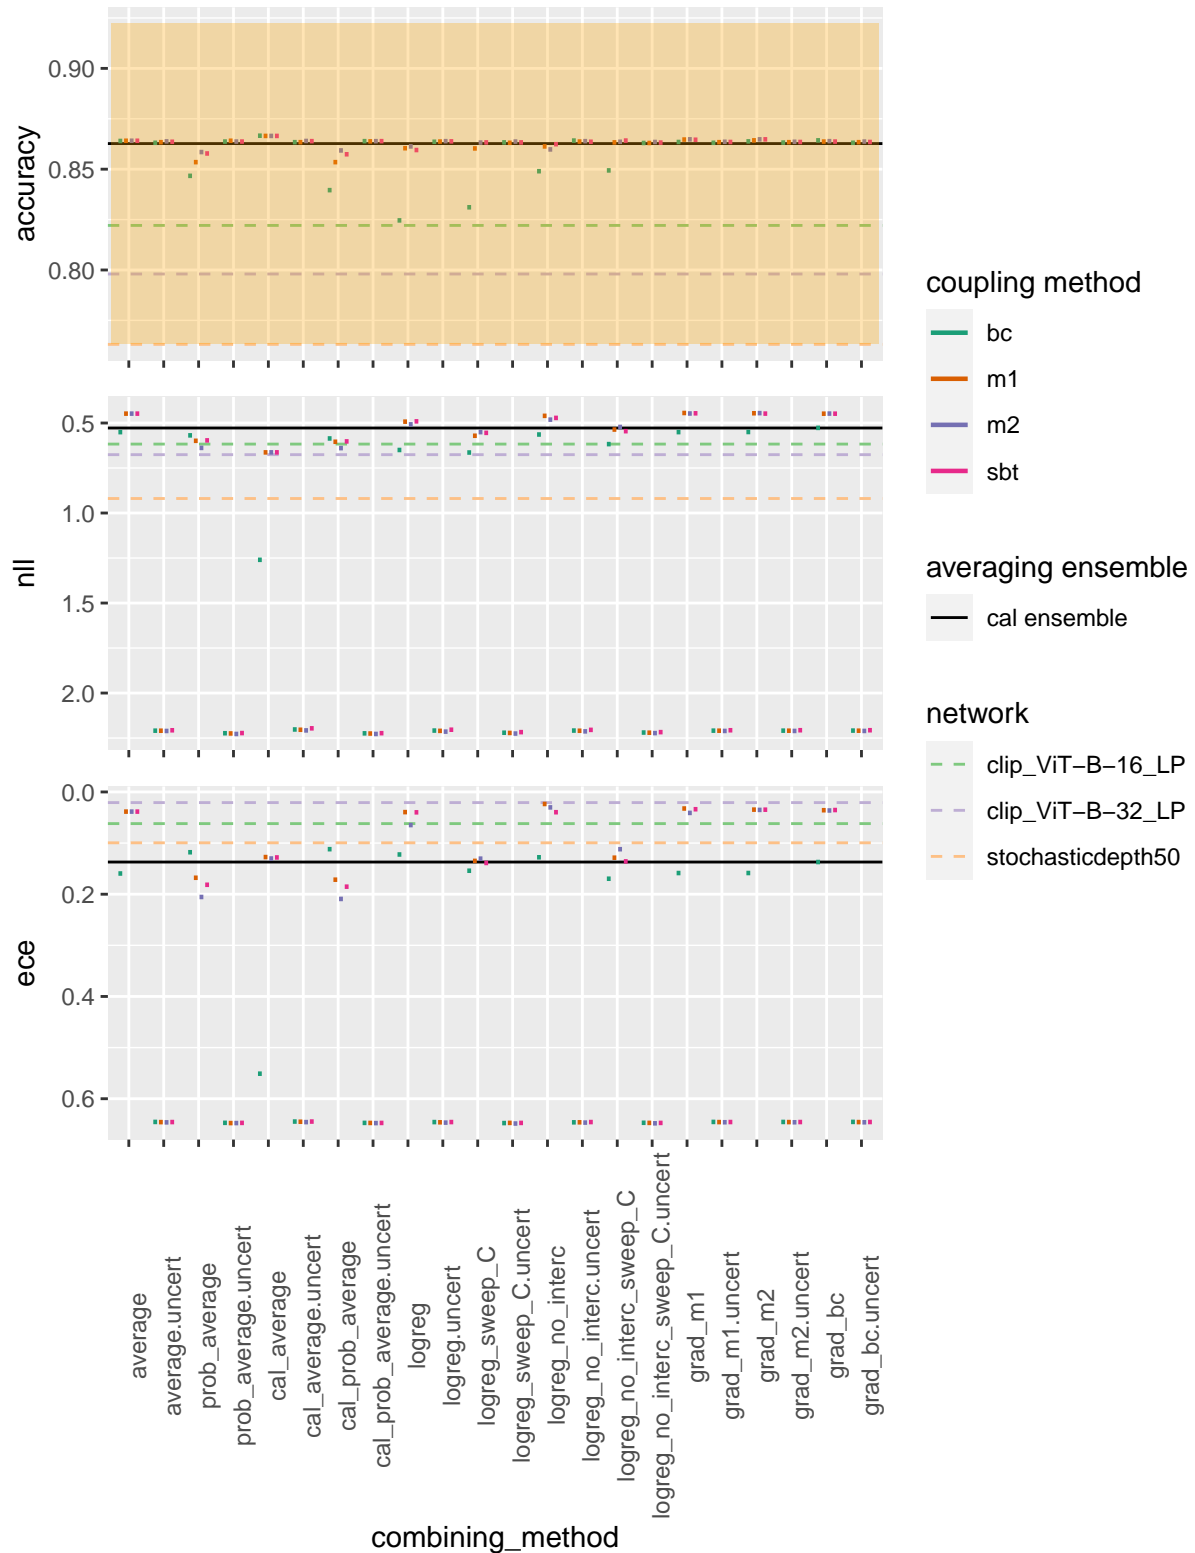 accuracy
0.90
0.85
0.80
nll
0.5
1.0
1.5
2.0
ece
0.0
0.2
0.4
0.6
average
average.uncert
prob_average
prob_average.uncert
cal_average
cal_average.uncert
cal_prob_average
cal_prob_average.uncert
logreg
logreg.uncert
logreg_sweep_C
logreg_sweep_C.uncert
logreg_no_interc
logreg_no_interc.uncert
logreg_no_interc_sweep_C
logreg_no_interc_sweep_C.uncert
grad_m1
grad_m1.uncert
grad_m2
grad_m2.uncert
grad_bc
grad_bc.uncert
combining_method
coupling method
bc
m1
m2
sbt
averaging ensemble
cal ensemble
network
clip_ViT−B−16_LP
clip_ViT−B−32_LP
stochasticdepth50